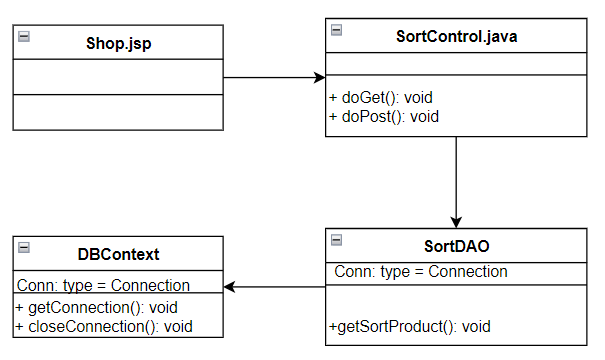 Shop.jsp
SortControl.java
+ doGet(): void
+ doPost(): void
DBContext
Conn: type = Connection
+ getConnection(): void
+ closeConnection(): void
SortDAO
Conn: type = Connection
+getSortProduct(): void